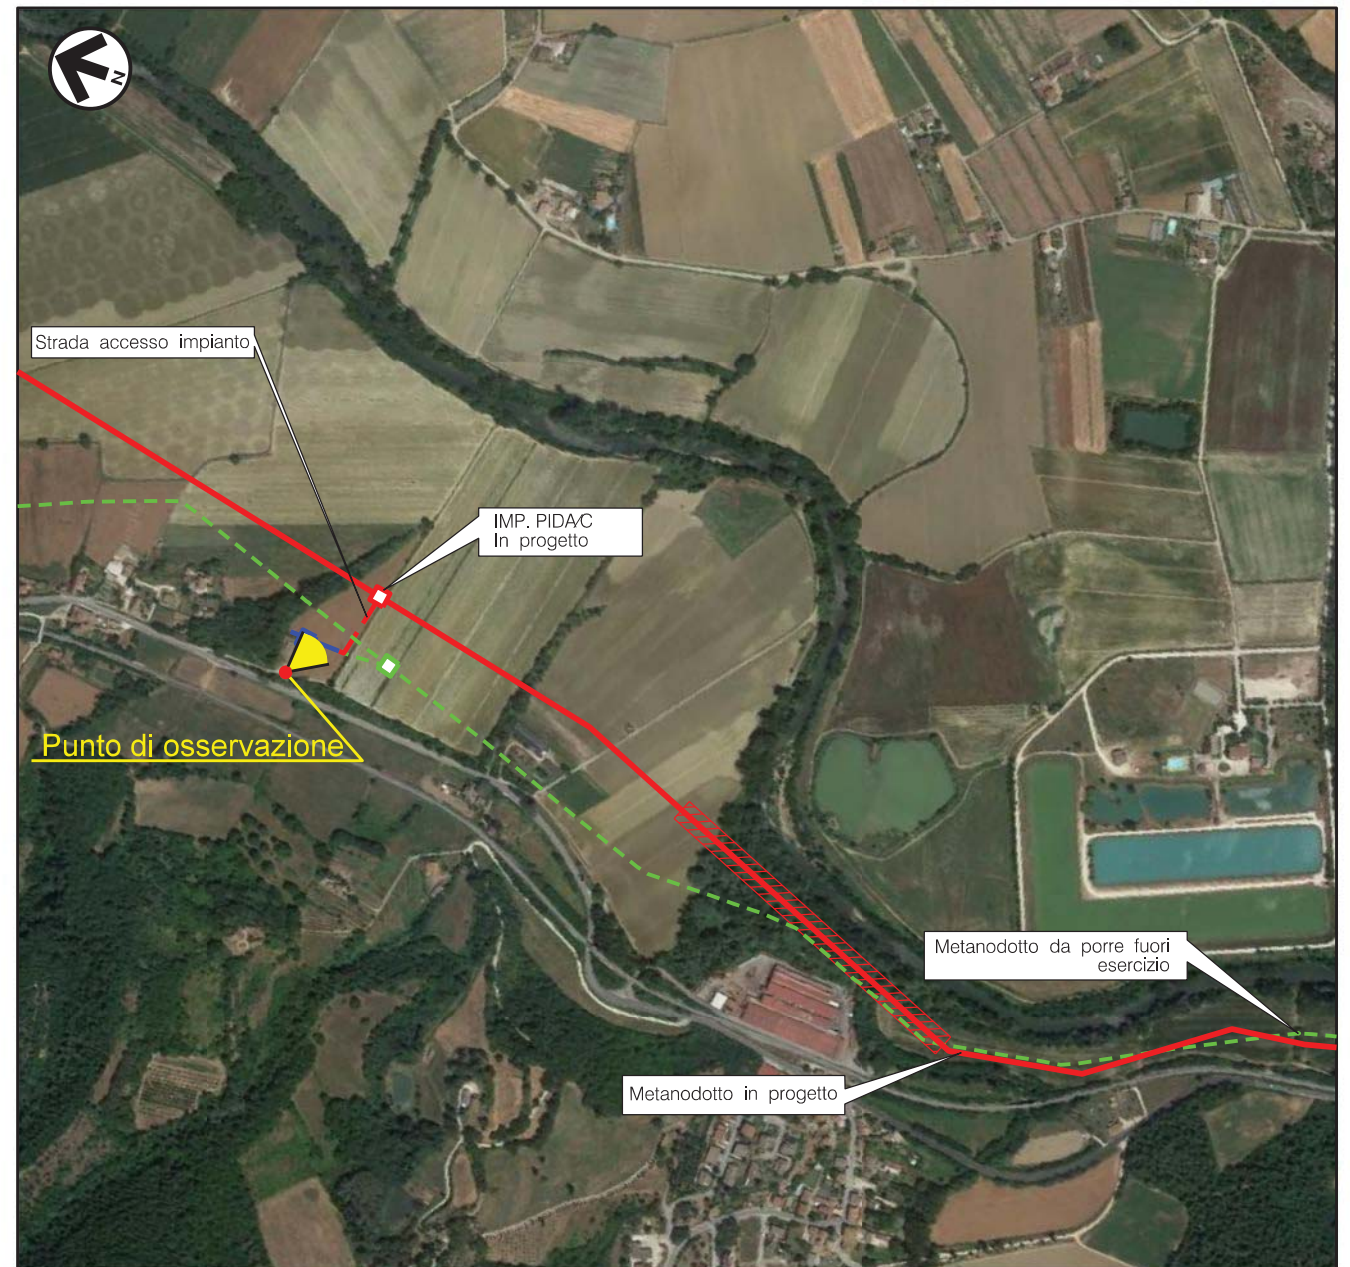 N
Strada accesso impianto
IMP. PIDA/C
In progetto
Punto di osservazione
Metanodotto da porre fuori
esercizio
Metanodotto in progetto